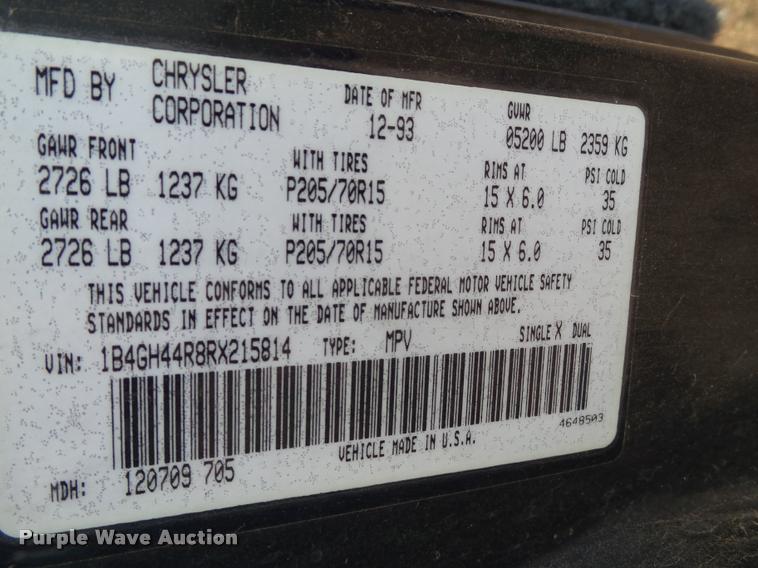 MFD BY CHRYSLER CORPORATION DATE OF MFR 12-93 GVWR 05200 LB 2359 KG
GAWR FRONT WITH TIRES RIMS AT PSI COLD
2726 LB 1237 KG P205/70R15 15 X 6.0 35
GAWR REAR WITH TIRES RIMS AT PSI COLD
2726 LB 1237 KG P205/70R15 15 X 6.0 35
THIS VEHICLE CONFORMS TO ALL APPLICABLE FEDERAL MOTOR VEHICLE SAFETY
STANDARDS IN EFFECT ON THE DATE OF MANUFACTURE SHOWN ABOVE.
VIN: 1B4GH44R8RX215814 TYPE: MPV SINGLE X DUAL
4648503
MDH: 120709 705 VEHICLE MADE IN U.S.A.
Purple Wave Auction